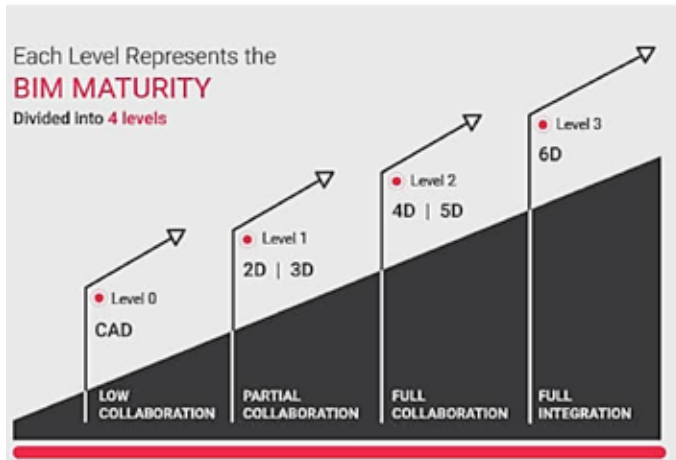 Each Level Represents the
BIM MATURITY
Divided into 4 levels
Level 0
CAD
LOW
COLLABORATION
Level 1
2D | 3D
PARTIAL
COLLABORATION
Level 2
4D | 5D
FULL
COLLABORATION
Level 3
6D
FULL
INTEGRATION